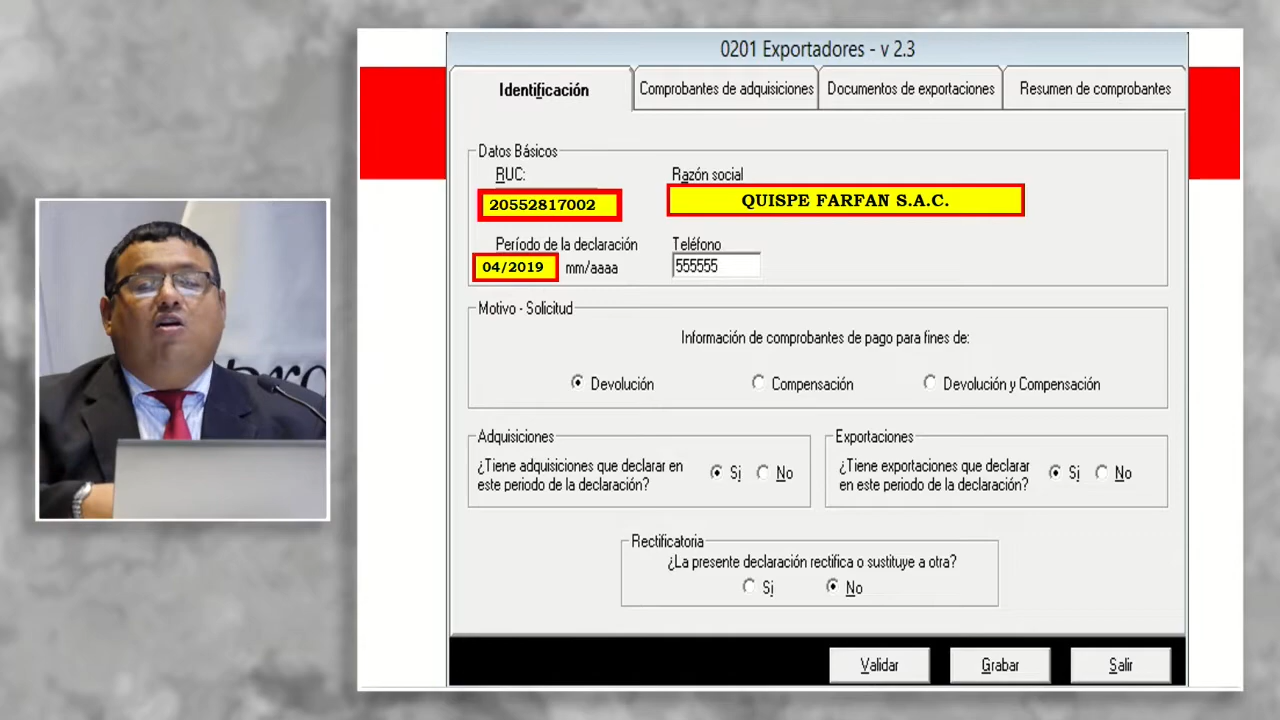 0201 Exportadores - v 2.3
Identificación
Comprobantes de adquisiciones
Documentos de exportaciones
Resumen de comprobantes
Datos Básicos
RUC:
Razón social
20552817002
QUISPE FARFAN S.A.C.
Período de la declaración
Teléfono
04/2019
mm/aaaa
555555
Motivo - Solicitud
Información de comprobantes de pago para fines de:
Devolución
Compensación
Devolución y Compensación
Adquisiciones
¿Tiene adquisiciones que declarar en
este periodo de la declaración?
Si
No
Exportaciones
¿Tiene exportaciones que declarar
en este periodo de la declaración?
Si
No
Rectificatoria
¿La presente declaración rectifica o sustituye a otra?
Si
No
Validar
Grabar
Salir